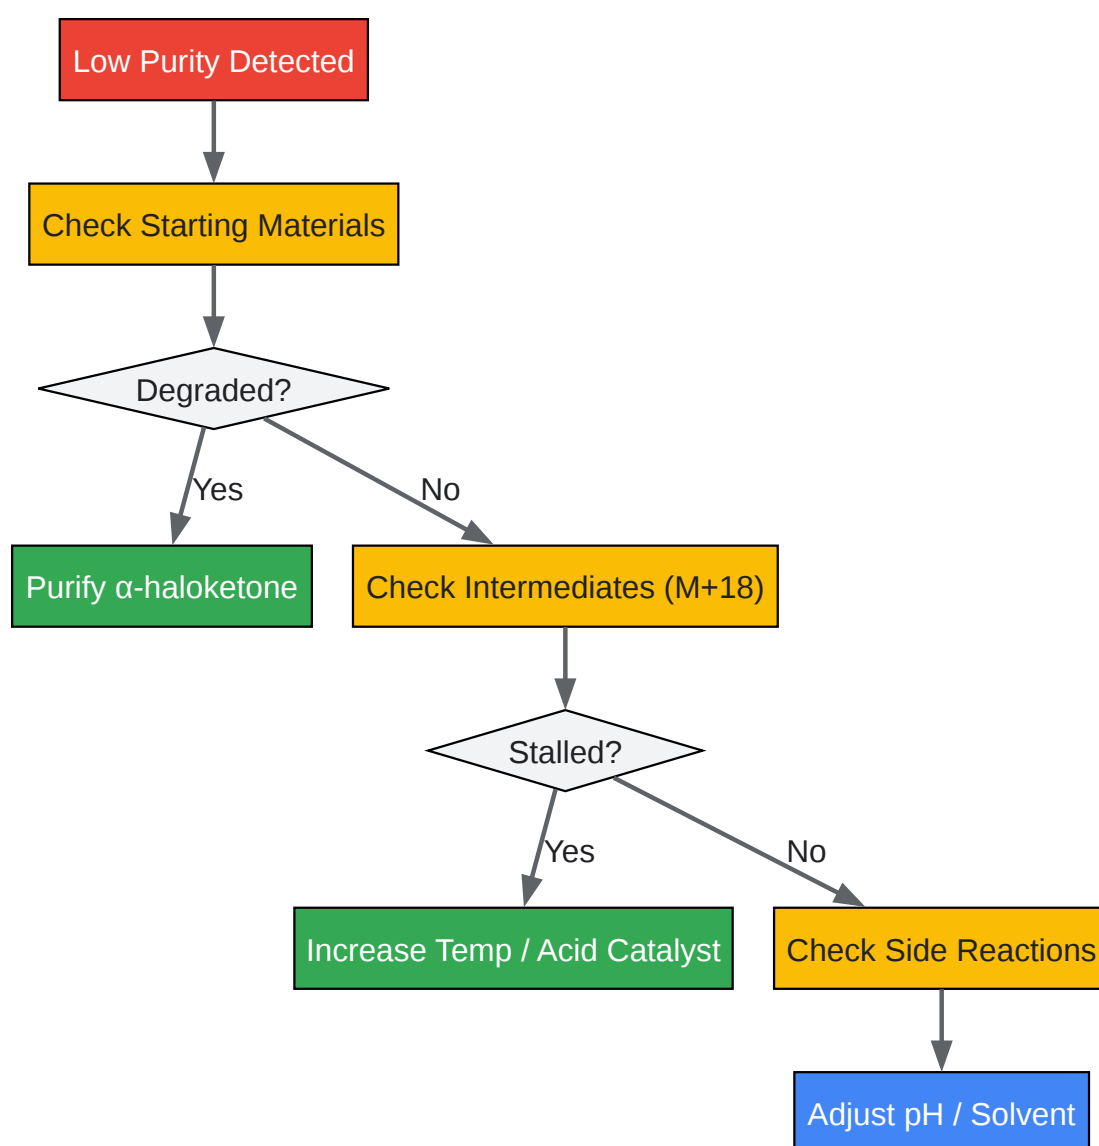 Low Purity Detected
Check Starting Materials
Degraded?
Yes
No
Purify α-haloketone
Check Intermediates (M+18)
Stalled?
Yes
No
Increase Temp / Acid Catalyst
Check Side Reactions
Adjust pH / Solvent